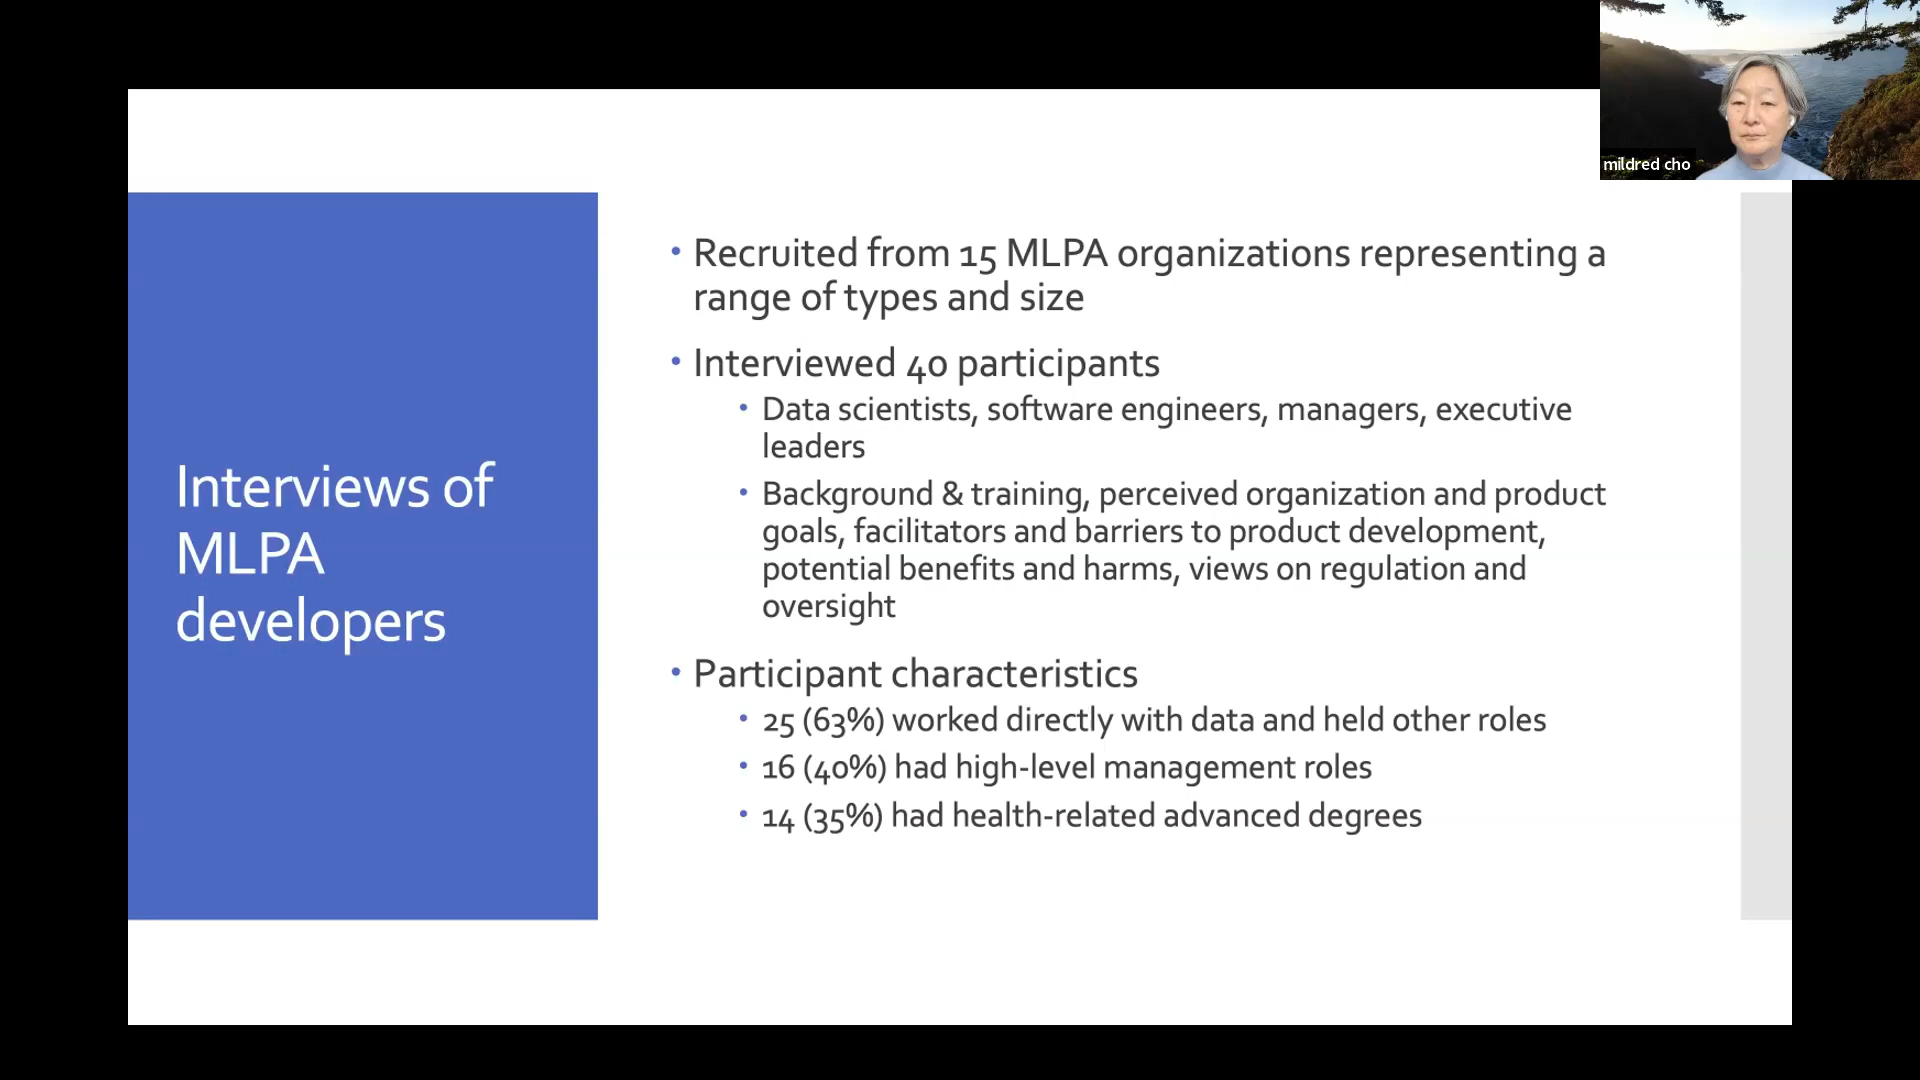 mildred cho
Interviews of
MLPA
developers
• Recruited from 15 MLPA organizations representing a
range of types and size
• Interviewed 40 participants
• Data scientists, software engineers, managers, executive
leaders
• Background & training, perceived organization and product
goals, facilitators and barriers to product development,
potential benefits and harms, views on regulation and
oversight
• Participant characteristics
• 25 (63%) worked directly with data and held other roles
• 16 (40%) had high-level management roles
• 14 (35%) had health-related advanced degrees